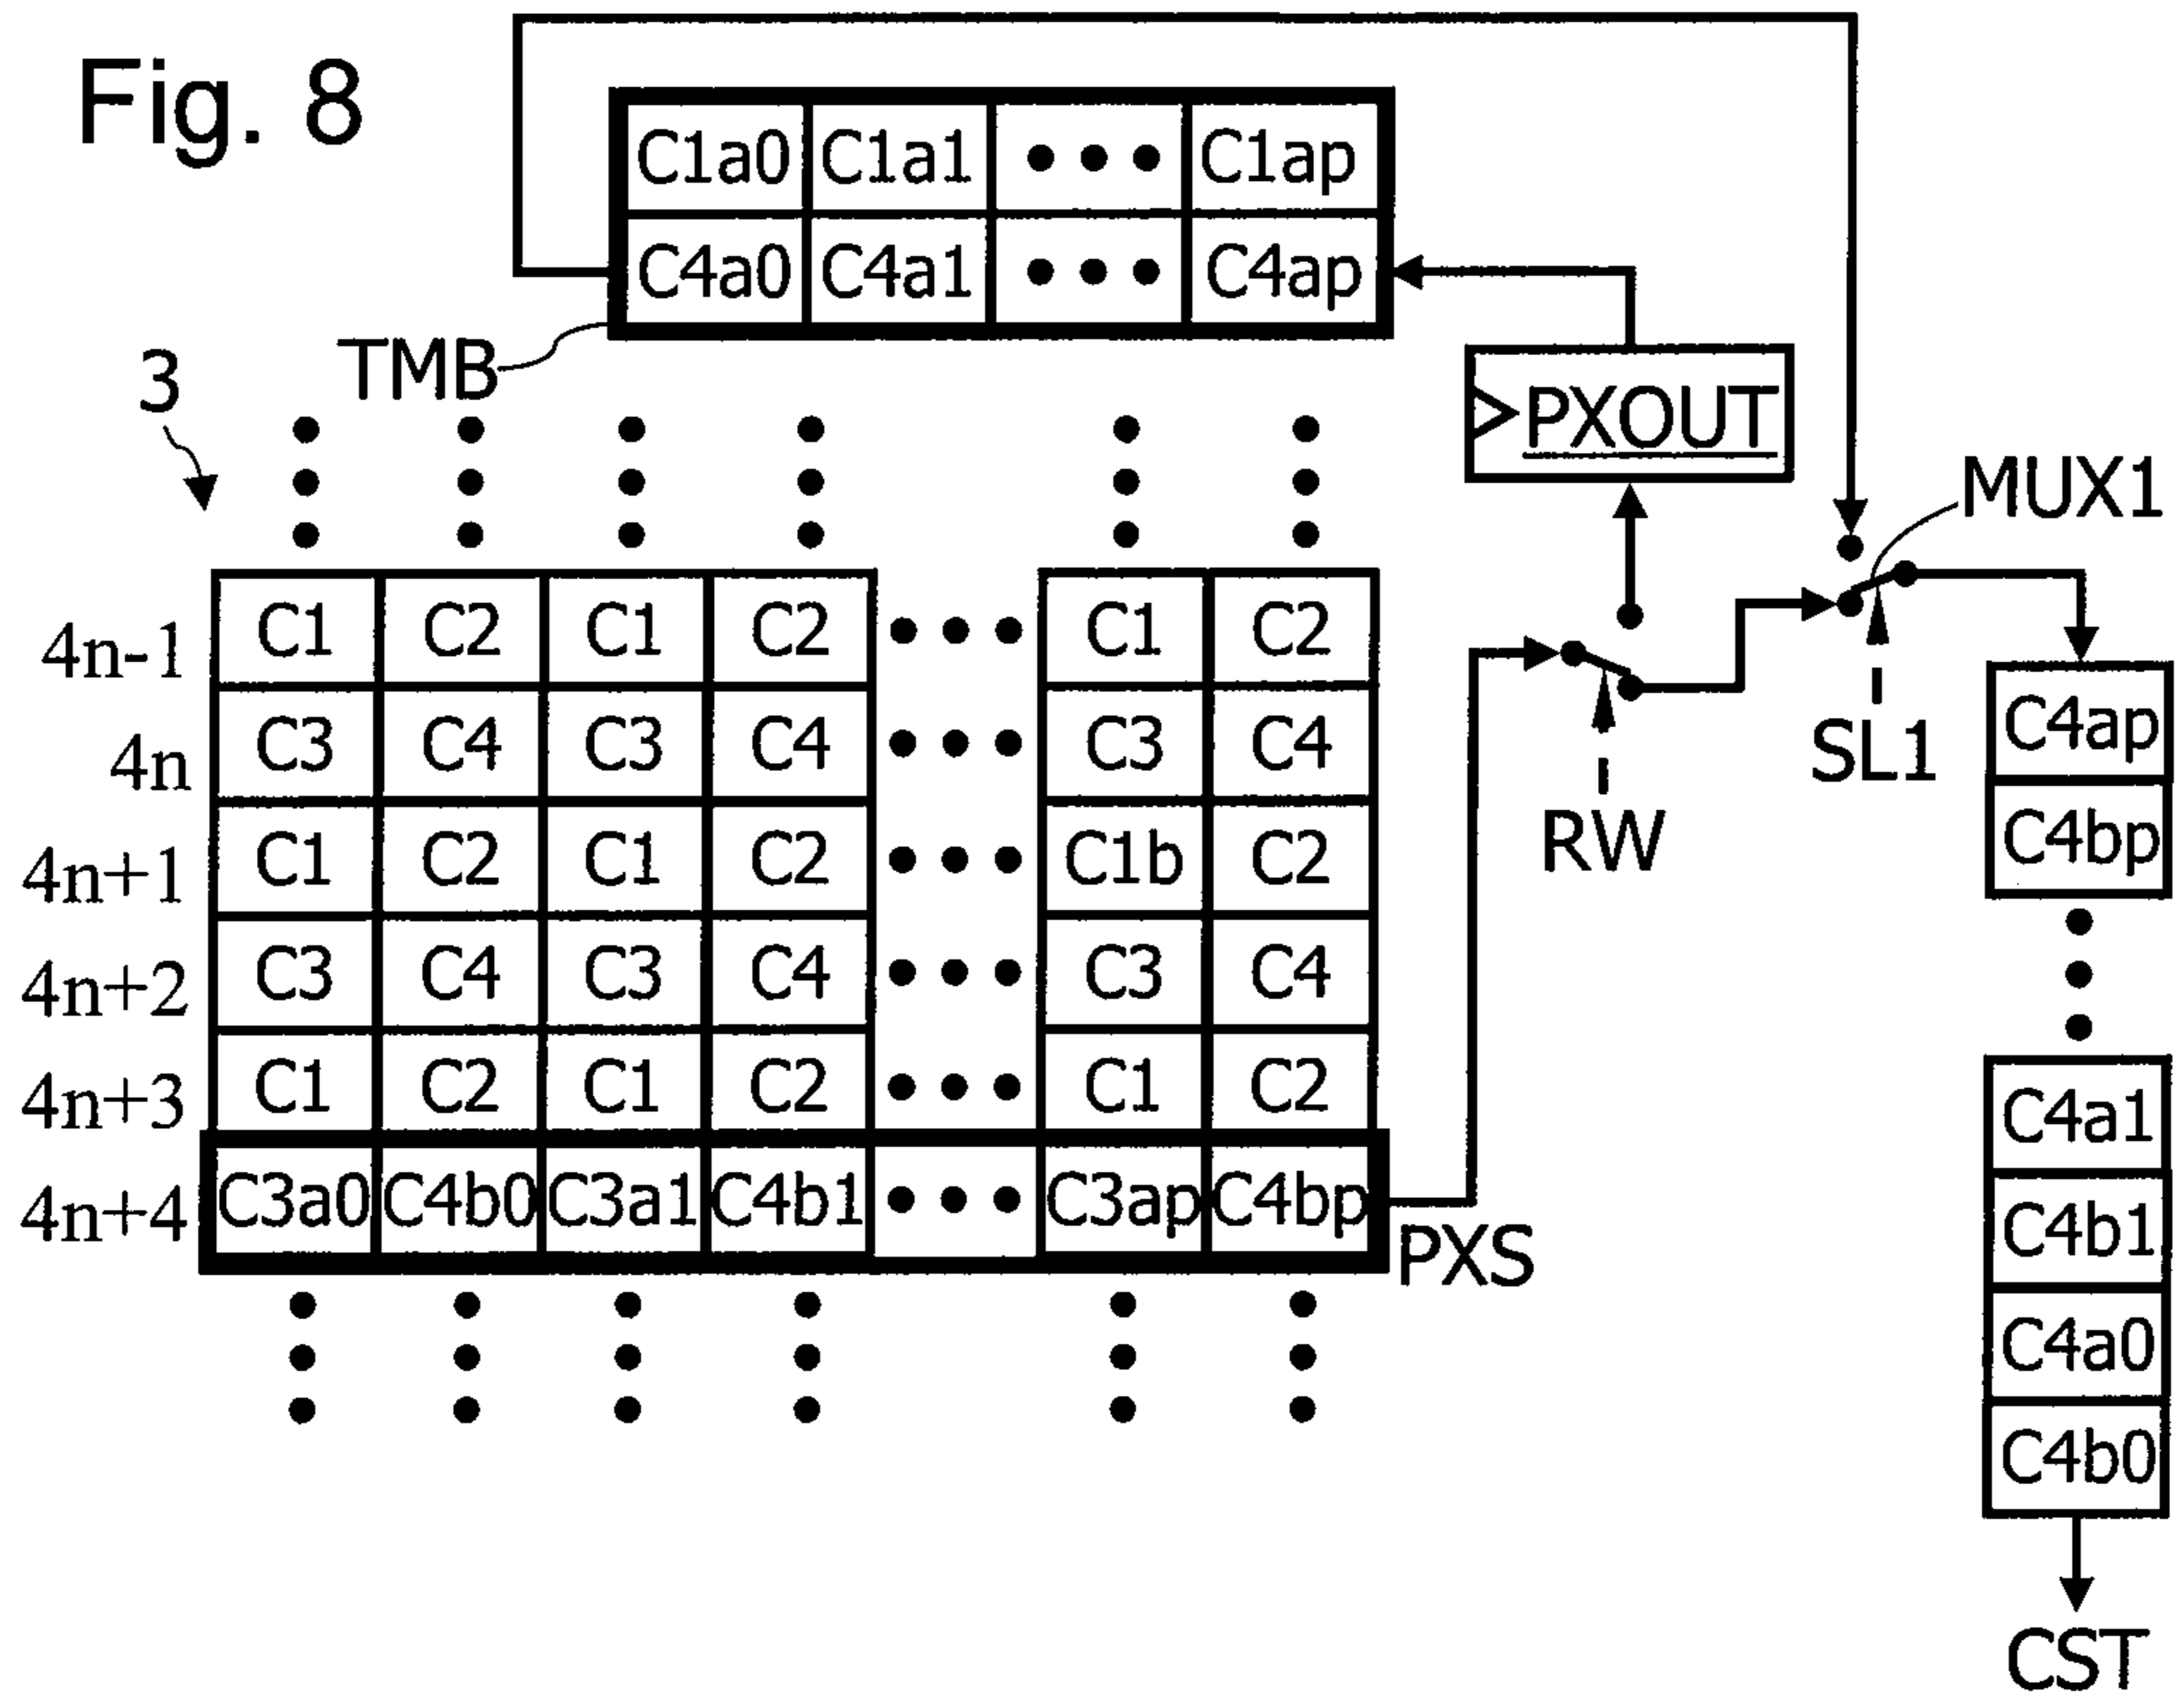 Fig. 8
C1a0 C1a1 ••• C1ap
C4a0 C4a1 ••• C4ap
TMB
3
PXOUT
MUX1
4n-1 C1 C2 C1 C2 ••• C1 C2
4n C3 C4 C3 C4 ••• C3 C4
4n+1 C1 C2 C1 C2 ••• C1b C2
4n+2 C3 C4 C3 C4 ••• C3 C4
4n+3 C1 C2 C1 C2 ••• C1 C2
4n+4 C3a0 C4b0 C3a1 C4b1 ••• C3ap C4bp
PXS
RW
SL1
C4ap
C4bp
C4a1
C4b1
C4a0
C4b0
CST